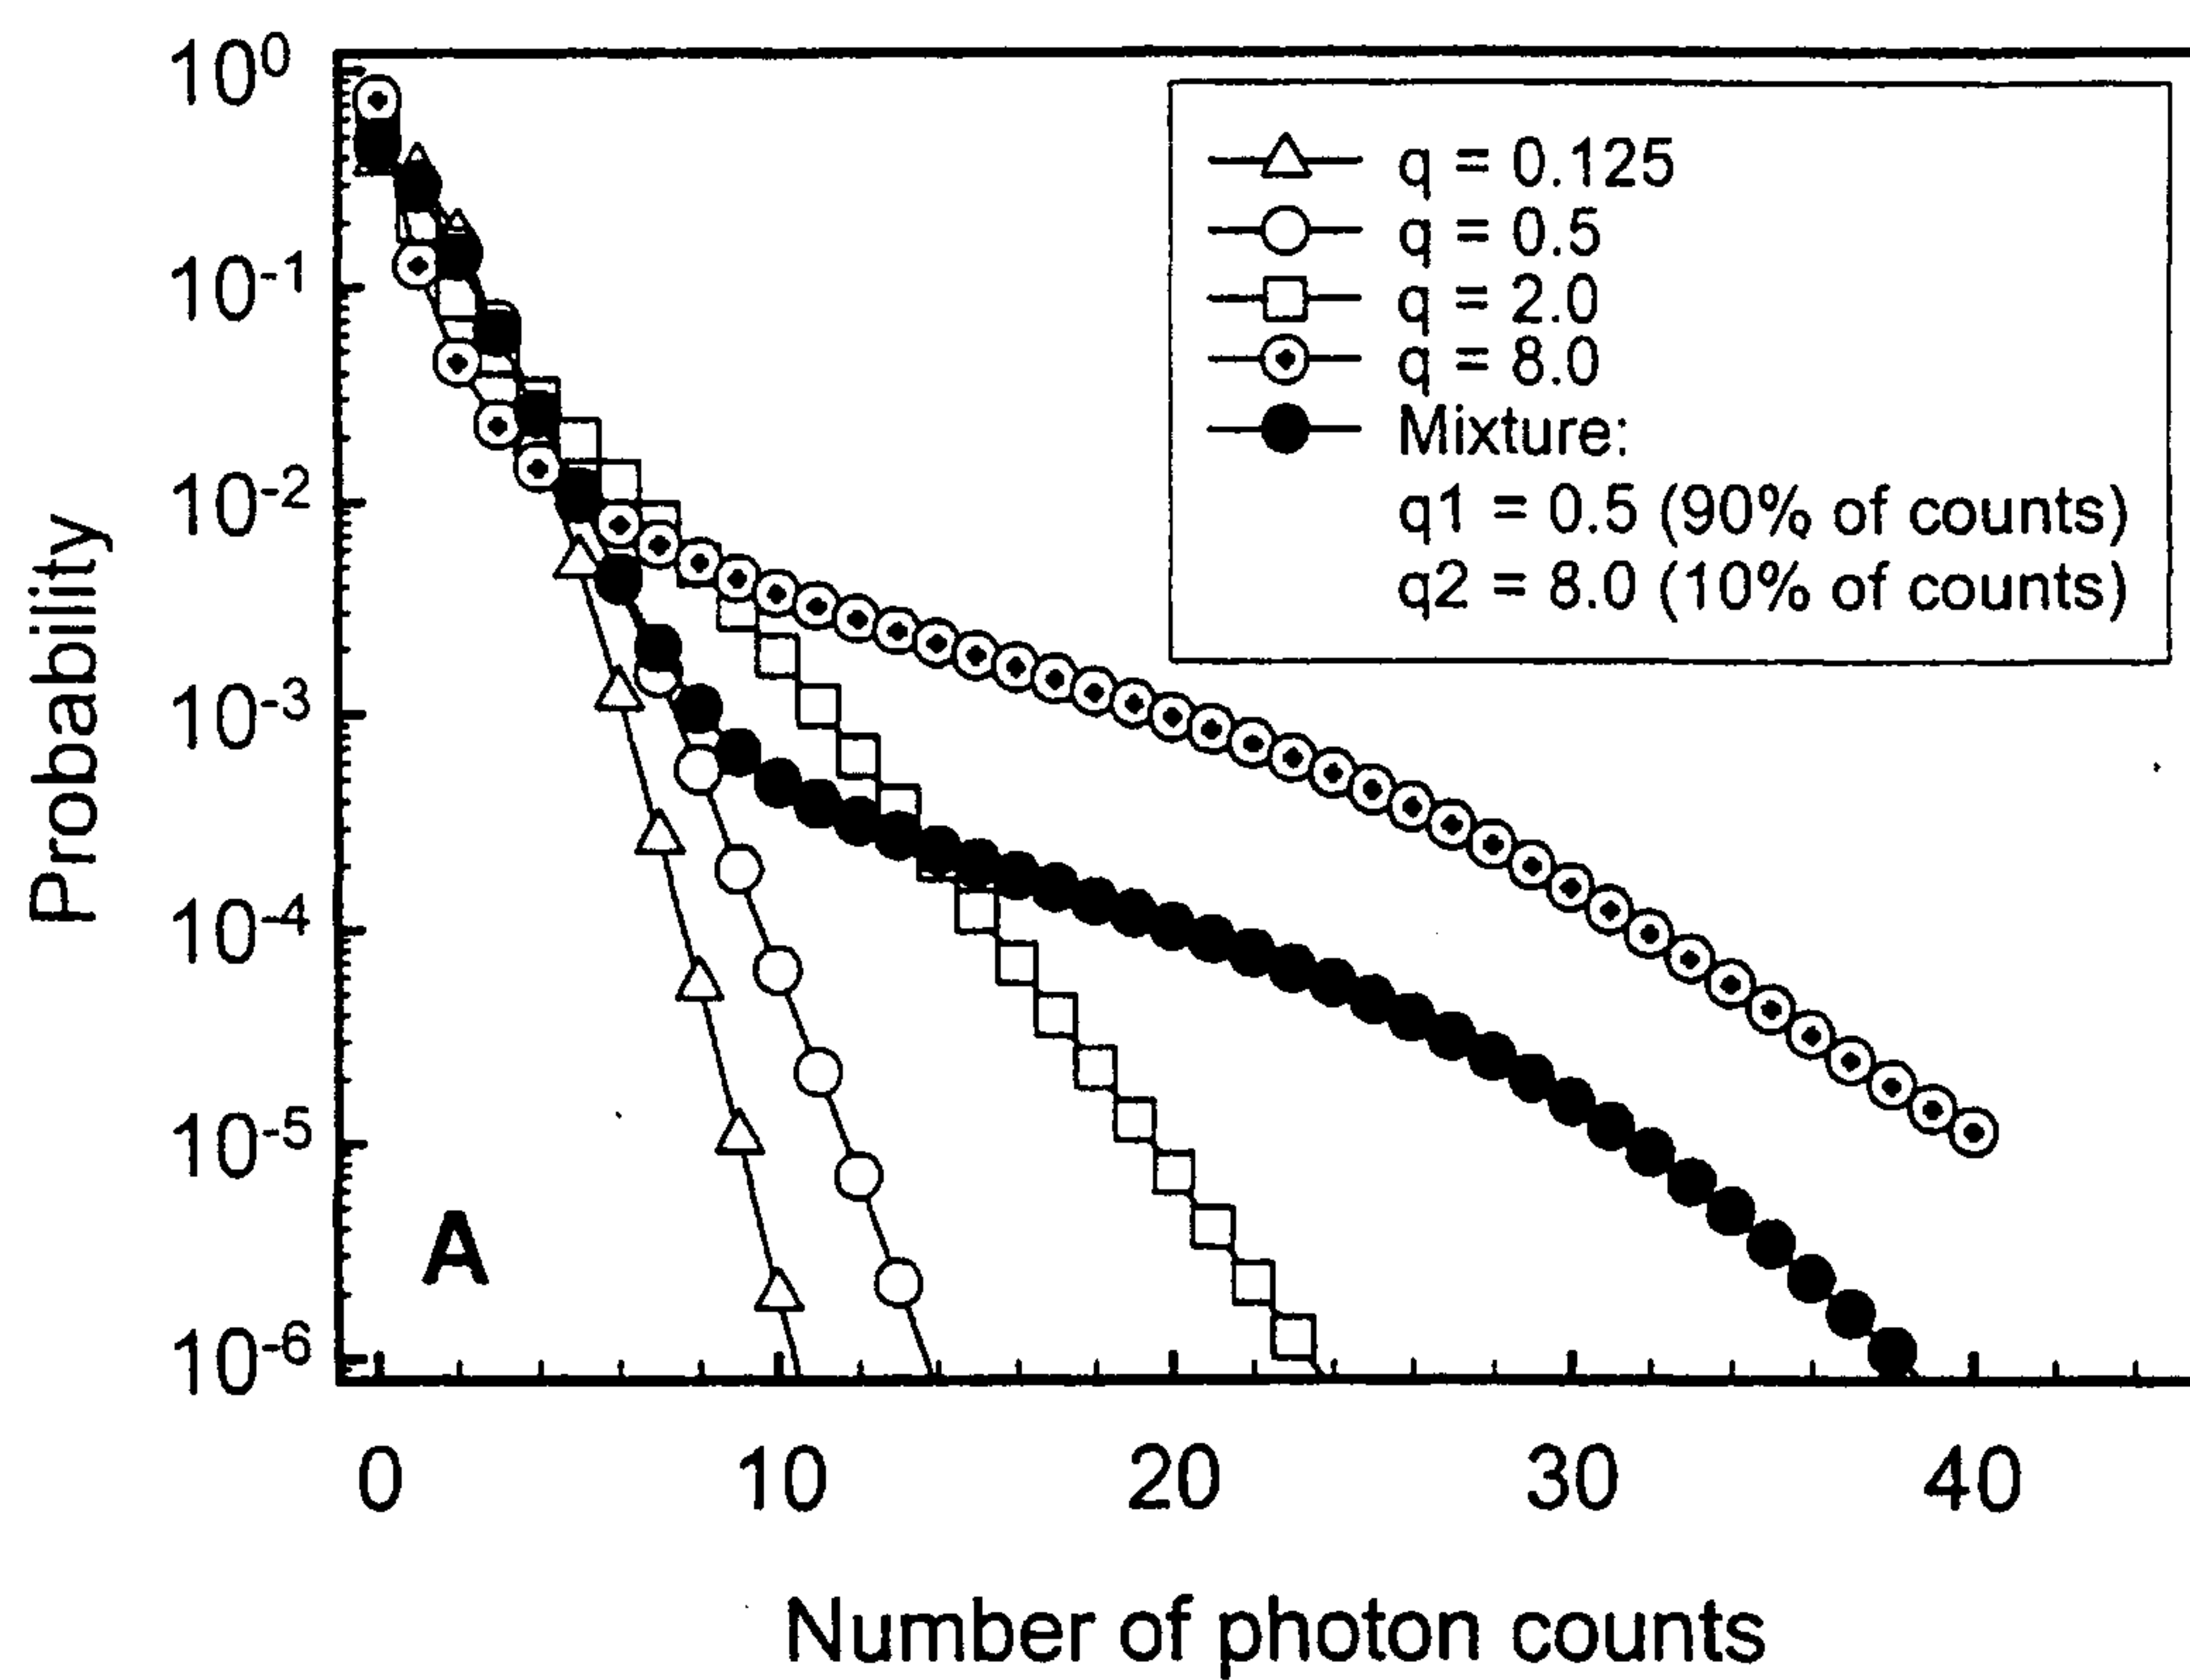 10^0
10^-1
10^-2
10^-3
10^-4
10^-5
10^-6
Probability
q = 0.125
q = 0.5
q = 2.0
q = 8.0
Mixture:
q1 = 0.5 (90% of counts)
q2 = 8.0 (10% of counts)
A
0 10 20 30 40
Number of photon counts